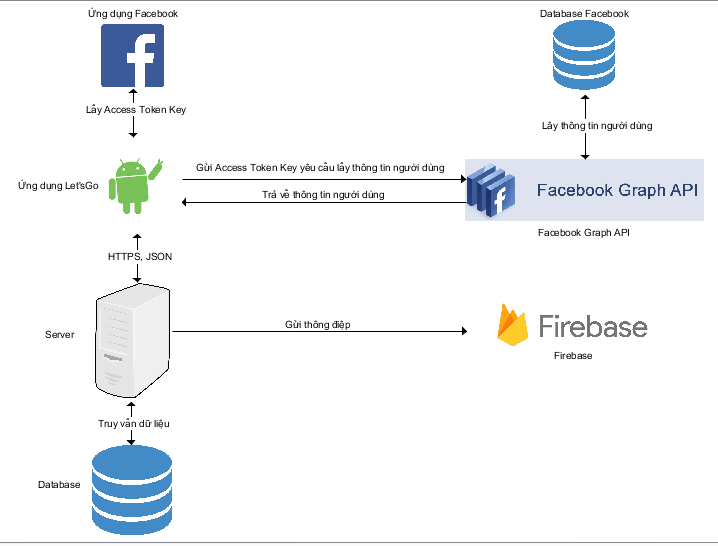 Ứng dụng Facebook
Database Facebook
Lấy Access Token Key
Lấy thông tin người dùng
Ứng dụng Let'sGo
Gửi Access Token Key yêu cầu lấy thông tin người dùng
Trả về thông tin người dùng
Facebook Graph API
Facebook Graph API
HTTPS, JSON
Server
Gửi thông điệp
Firebase
Firebase
Truy vấn dữ liệu
Database